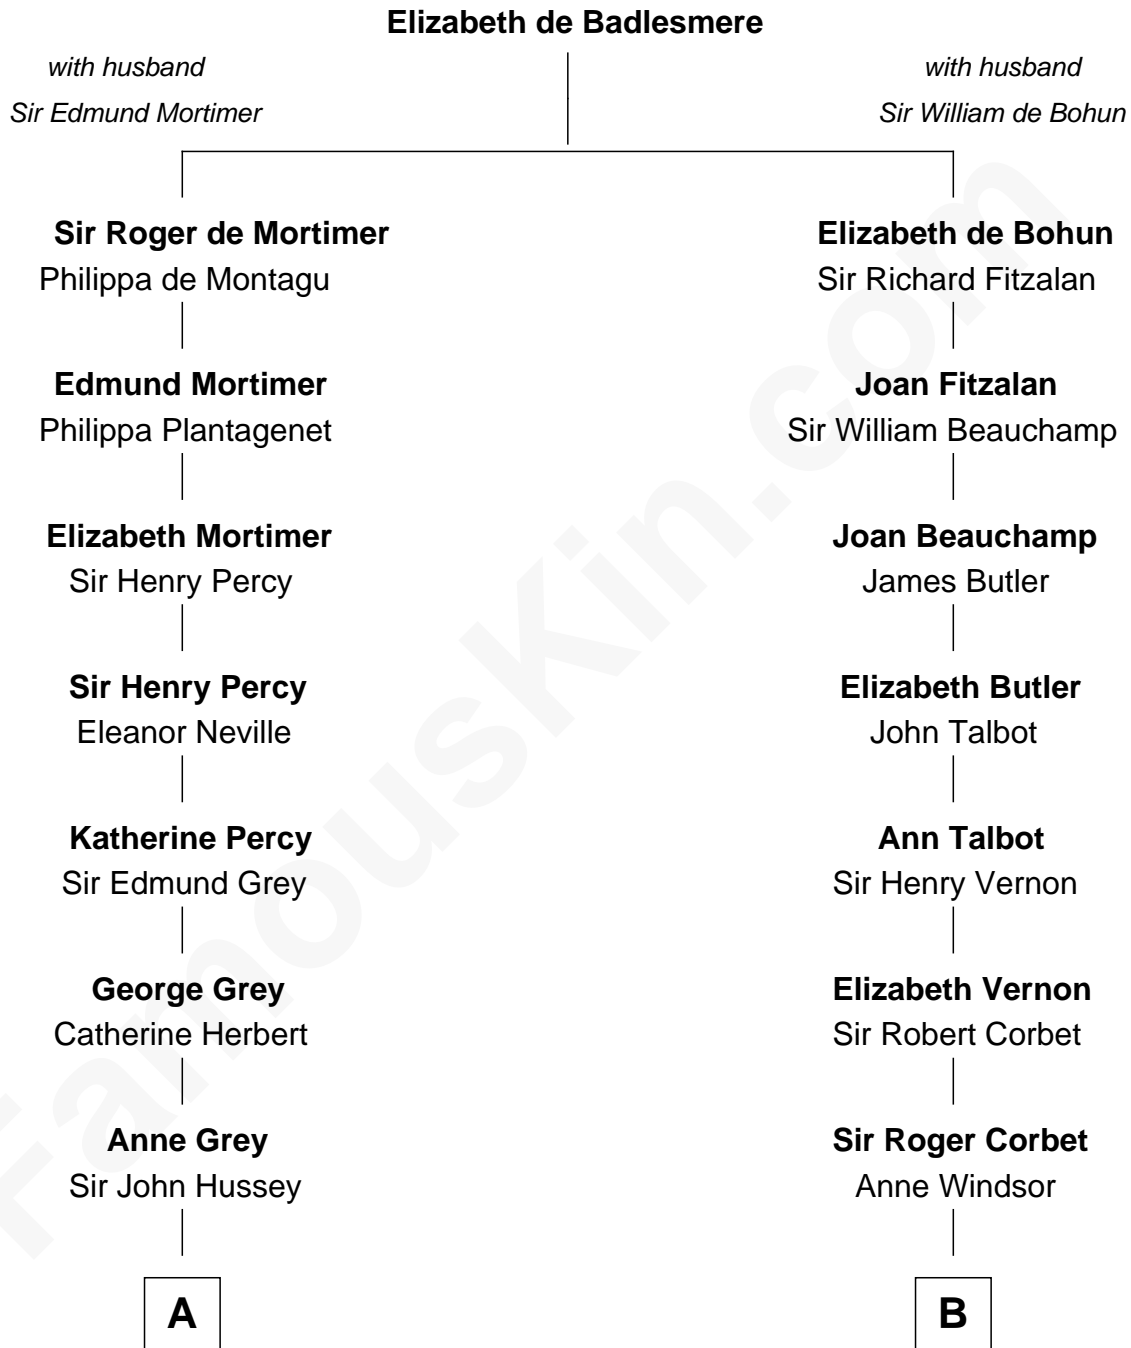 Elizabeth de Badlesmere
with husband
Sir Edmund Mortimer
with husband
Sir William de Bohun
Sir Roger de Mortimer
Philippa de Montagu
Elizabeth de Bohun
Sir Richard Fitzalan
Edmund Mortimer
Philippa Plantagenet
Joan Fitzalan
Sir William Beauchamp
Elizabeth Mortimer
Sir Henry Percy
Joan Beauchamp
James Butler
Sir Henry Percy
Eleanor Neville
Elizabeth Butler
John Talbot
Katherine Percy
Sir Edmund Grey
Ann Talbot
Sir Henry Vernon
George Grey
Catherine Herbert
Elizabeth Vernon
Sir Robert Corbet
Anne Grey
Sir John Hussey
Sir Roger Corbet
Anne Windsor
A
B
FamousKin.com